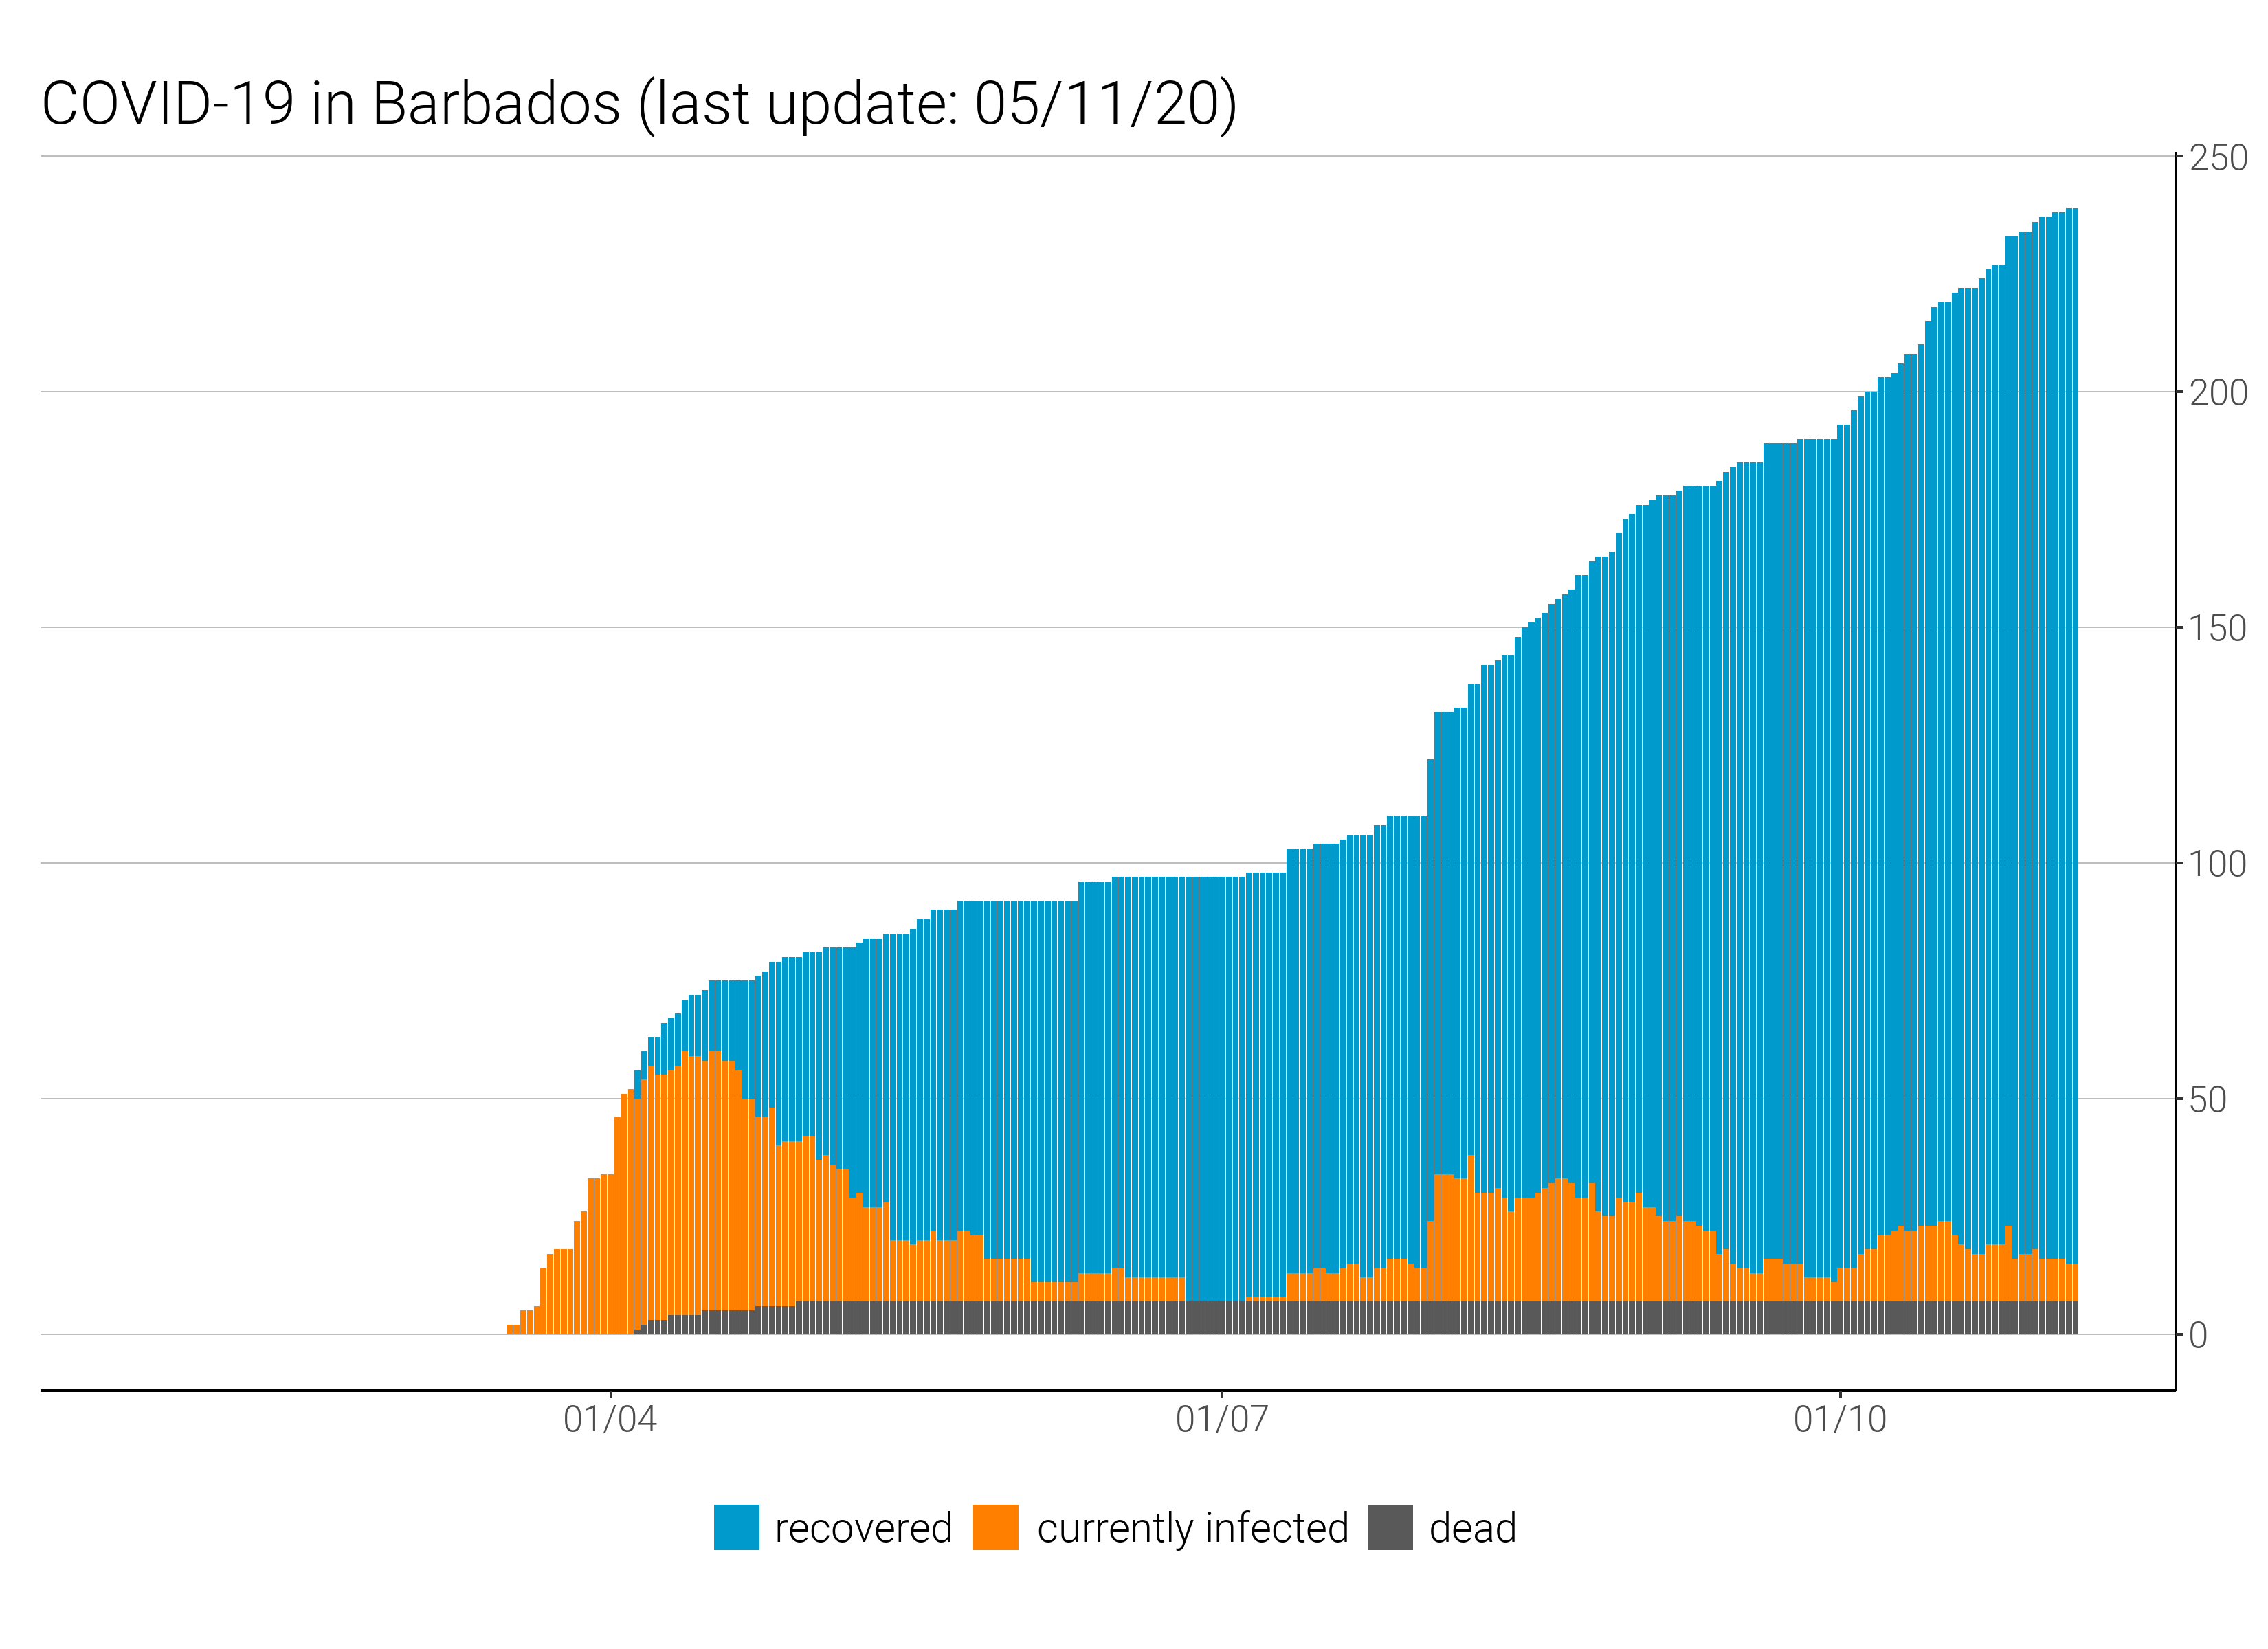 COVID-19 in Barbados (last update: 05/11/20)
250
200
150
100
50
0
01/04 01/07 01/10
recovered currently infected dead